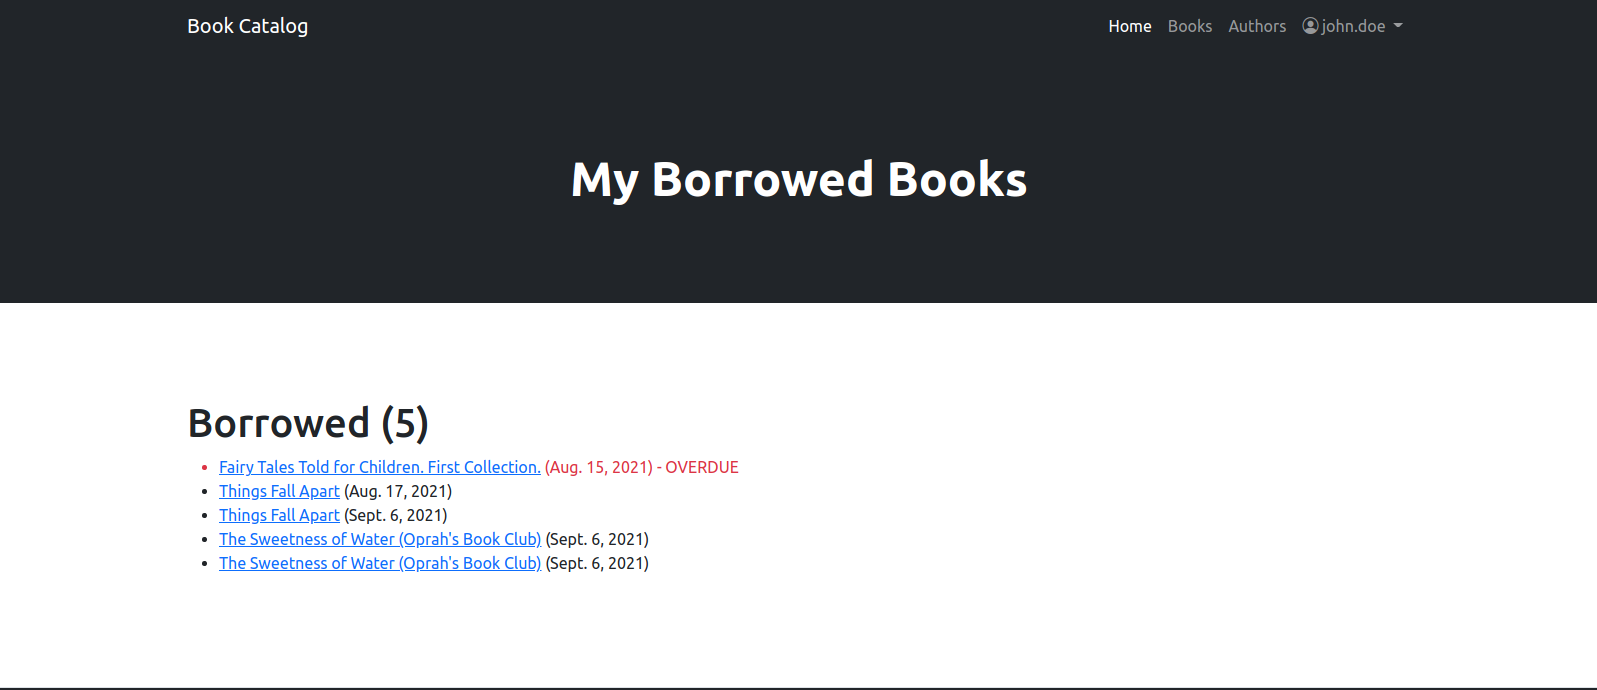 Book Catalog
Home Books Authors john.doe
My Borrowed Books
Borrowed (5)
Fairy Tales Told for Children. First Collection. (Aug. 15, 2021) - OVERDUE
Things Fall Apart (Aug. 17, 2021)
Things Fall Apart (Sept. 6, 2021)
The Sweetness of Water (Oprah's Book Club) (Sept. 6, 2021)
The Sweetness of Water (Oprah's Book Club) (Sept. 6, 2021)